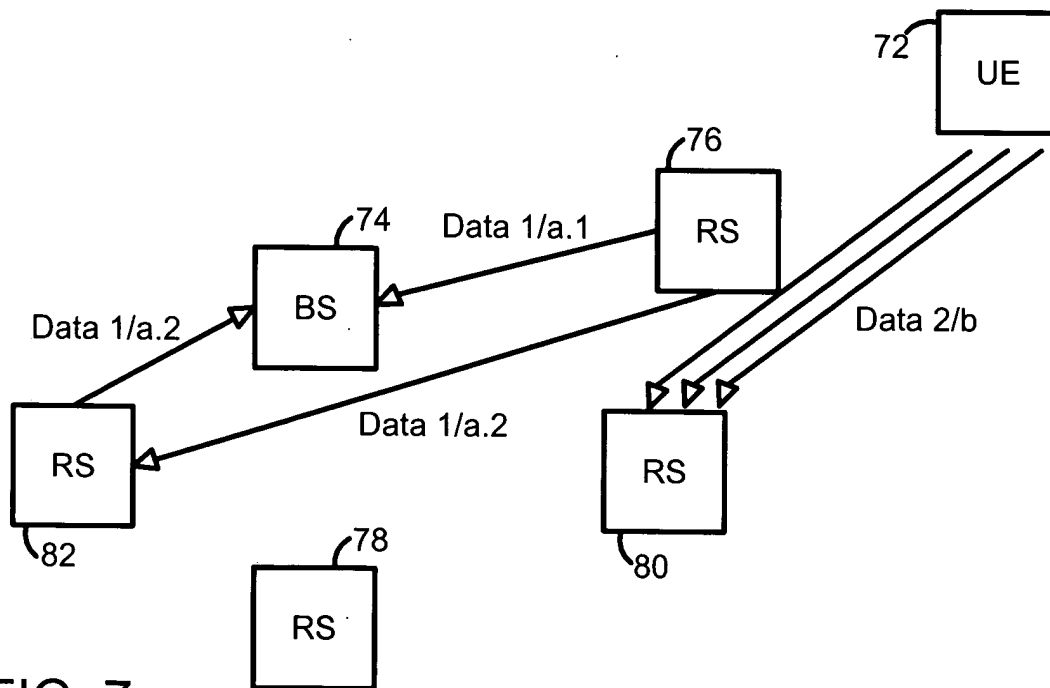 72
UE
76
RS
74
BS
Data 1/a.1
Data 1/a.2
Data 2/b
Data 1/a.2
RS
82
RS
80
78
RS